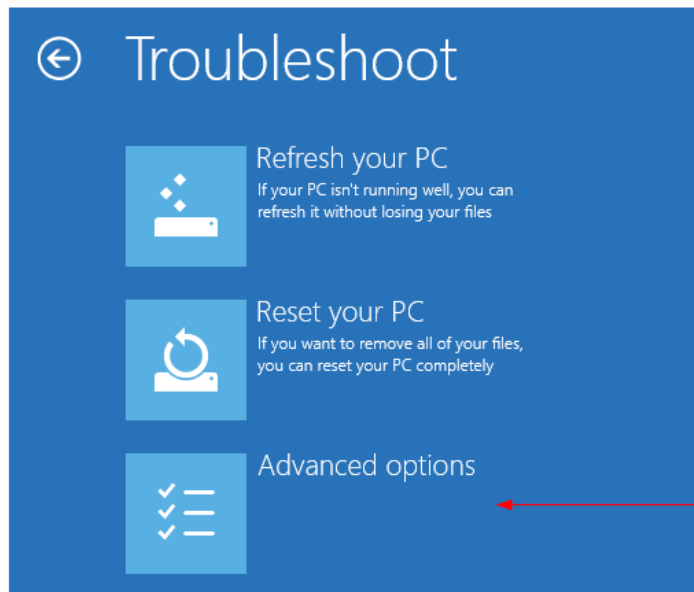 Troubleshoot
Refresh your PC
If your PC isn't running well, you can
refresh it without losing your files
Reset your PC
If you want to remove all of your files,
you can reset your PC completely
Advanced options